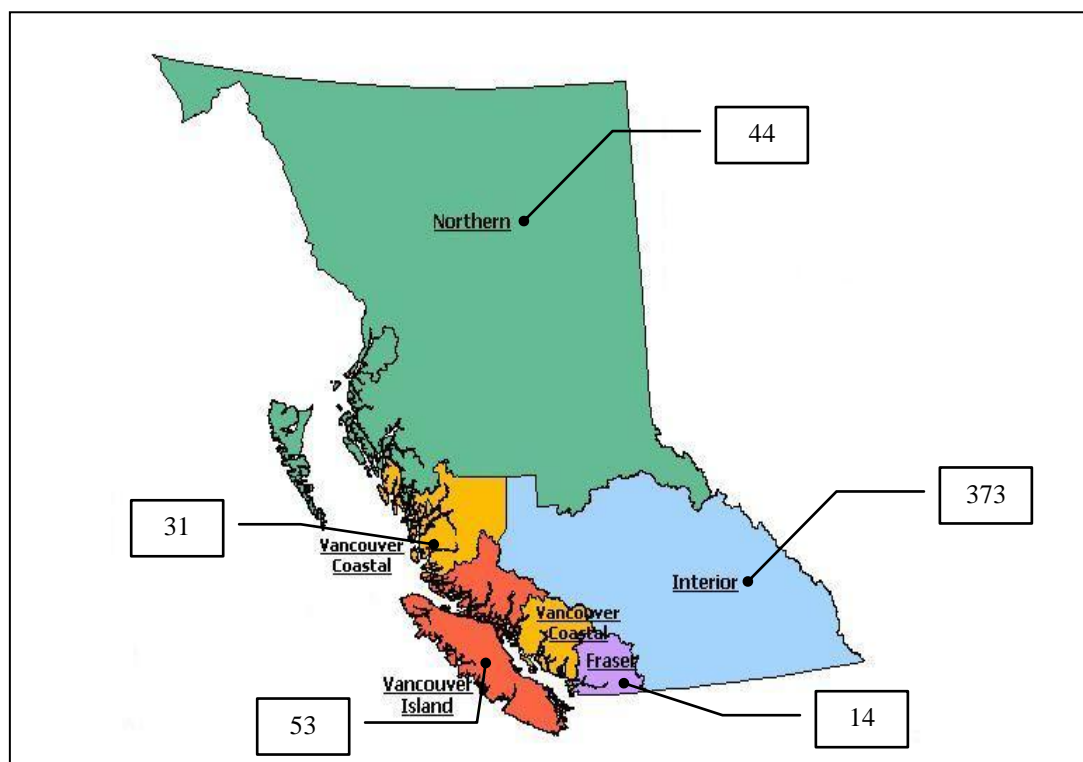 44
Northern
373
31
Vancouver
Coastal
Interior
Vancouver
Coastal
Fraser
Vancouver
Island
53
14